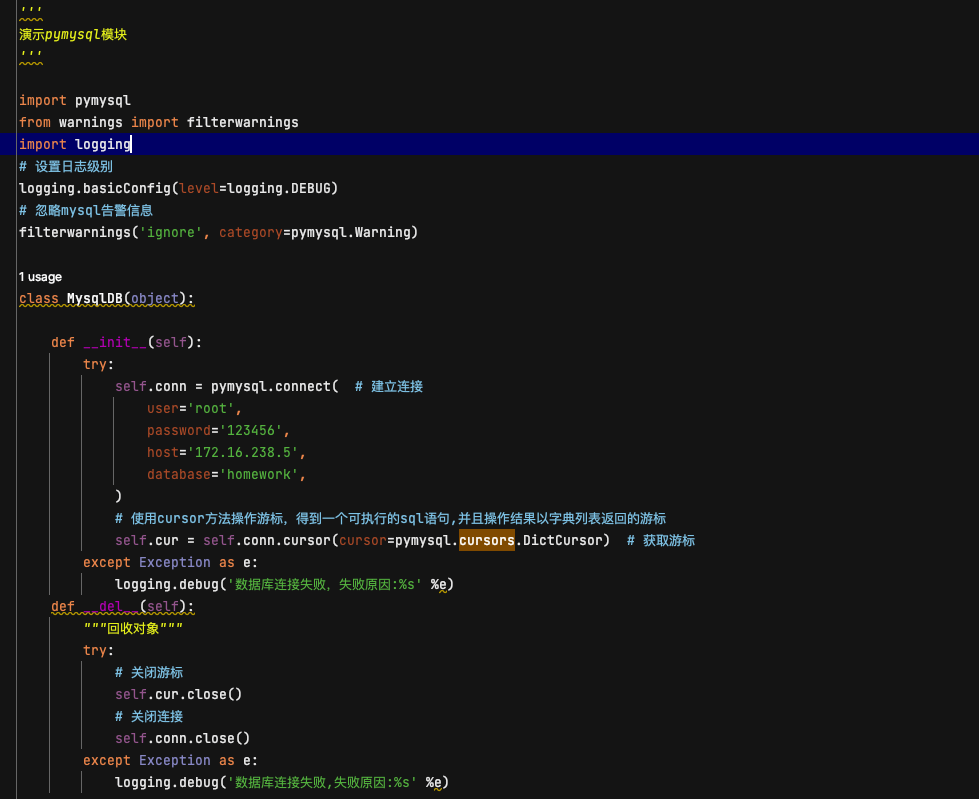 '''
演示pymysql模块
'''
import pymysql
from warnings import filterwarnings
import logging
# 设置日志级别
logging.basicConfig(level=logging.DEBUG)
# 忽略mysql告警信息
filterwarnings('ignore', category=pymysql.Warning)
1 usage
class MysqlDB(object):
def __init__(self):
try:
self.conn = pymysql.connect(  # 建立连接
user='root',
password='123456',
host='172.16.238.5',
database='homework',
)
# 使用cursor方法操作游标，得到一个可执行的sql语句,并且操作结果以字典列表返回的游标
self.cur = self.conn.cursor(cursor=pymysql.cursors.DictCursor)  # 获取游标
except Exception as e:
logging.debug('数据库连接失败，失败原因:%s' %e)
def __del__(self):
"""回收对象"""
try:
# 关闭游标
self.cur.close()
# 关闭连接
self.conn.close()
except Exception as e:
logging.debug('数据库连接失败,失败原因:%s' %e)